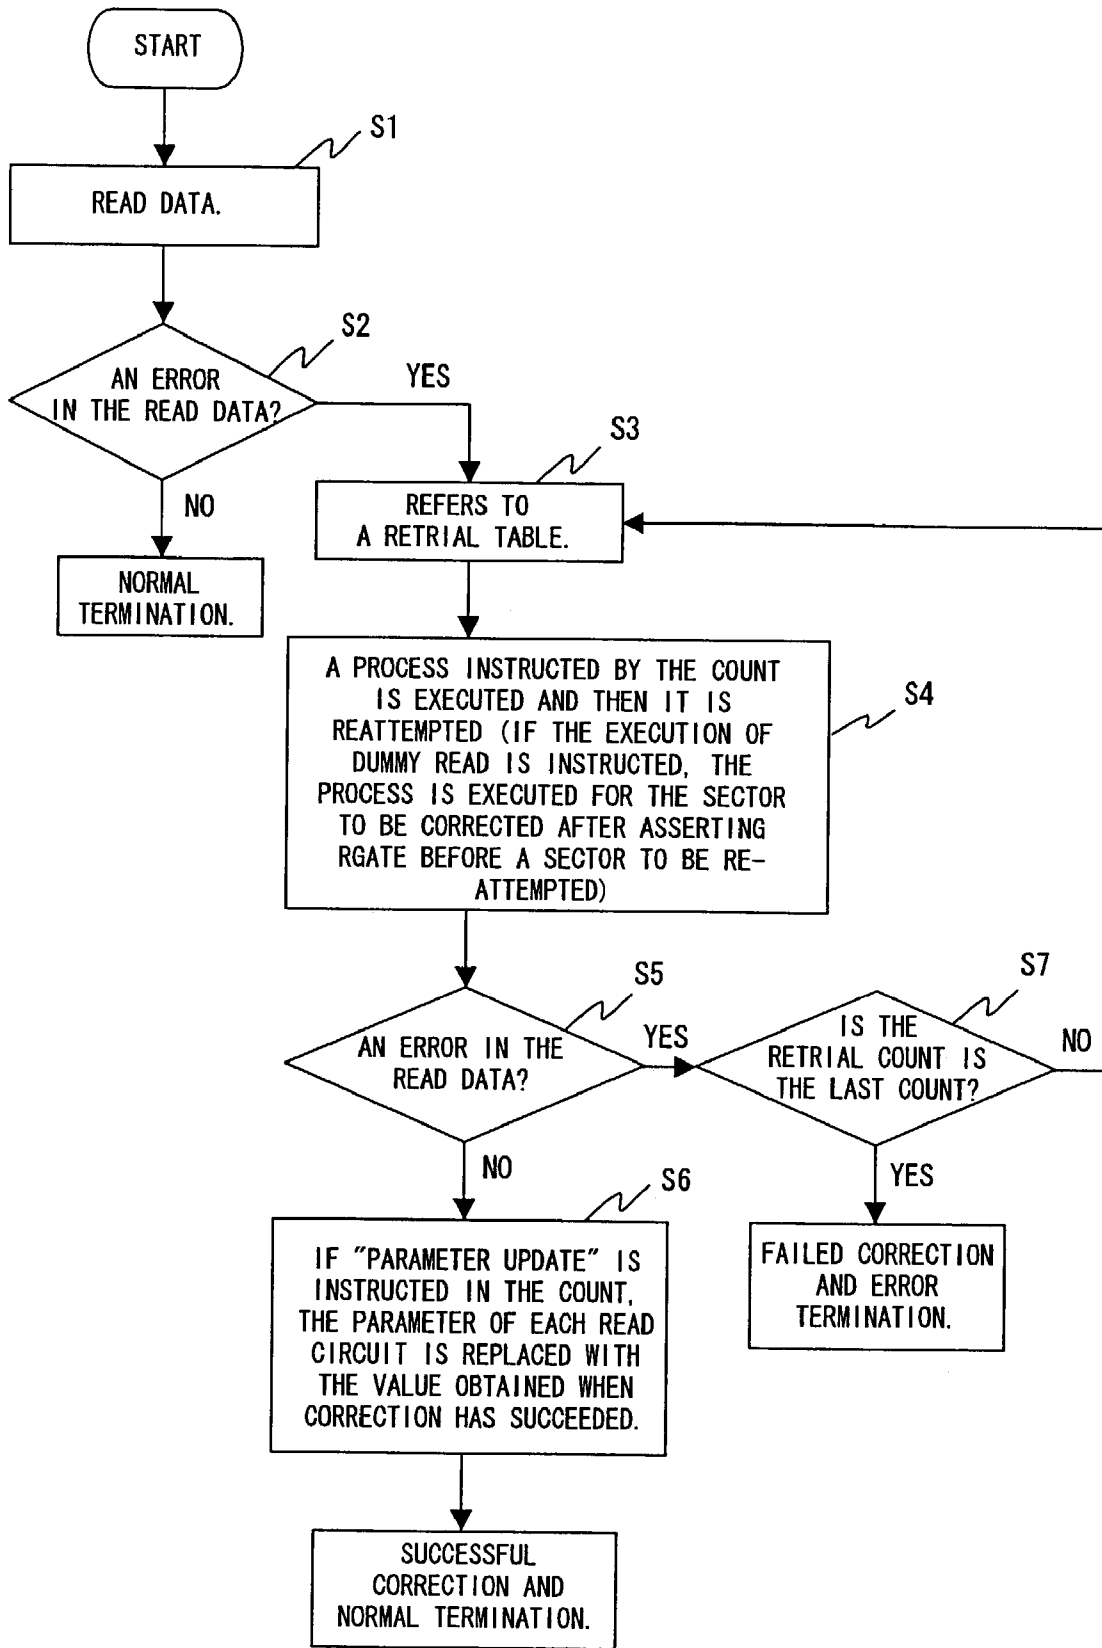 START
S1
READ DATA.
S2
AN ERROR
IN THE READ DATA?
YES
NO
NORMAL
TERMINATION.
S3
REFERS TO
A RETRIAL TABLE.
S4
A PROCESS INSTRUCTED BY THE COUNT
IS EXECUTED AND THEN IT IS
REATTEMPTED (IF THE EXECUTION OF
DUMMY READ IS INSTRUCTED, THE
PROCESS IS EXECUTED FOR THE SECTOR
TO BE CORRECTED AFTER ASSERTING
RGATE BEFORE A SECTOR TO BE RE-
ATTEMPTED)
S5
AN ERROR IN THE
READ DATA?
YES
NO
S7
IS THE
RETRIAL COUNT IS
THE LAST COUNT?
NO
YES
FAILED CORRECTION
AND ERROR
TERMINATION.
S6
IF "PARAMETER UPDATE" IS
INSTRUCTED IN THE COUNT,
THE PARAMETER OF EACH READ
CIRCUIT IS REPLACED WITH
THE VALUE OBTAINED WHEN
CORRECTION HAS SUCCEEDED.
SUCCESSFUL
CORRECTION AND
NORMAL TERMINATION.